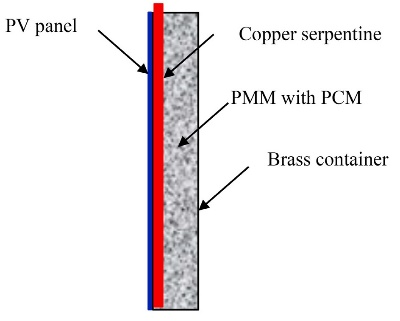 PV panel
Copper serpentine
PMM with PCM
Brass container